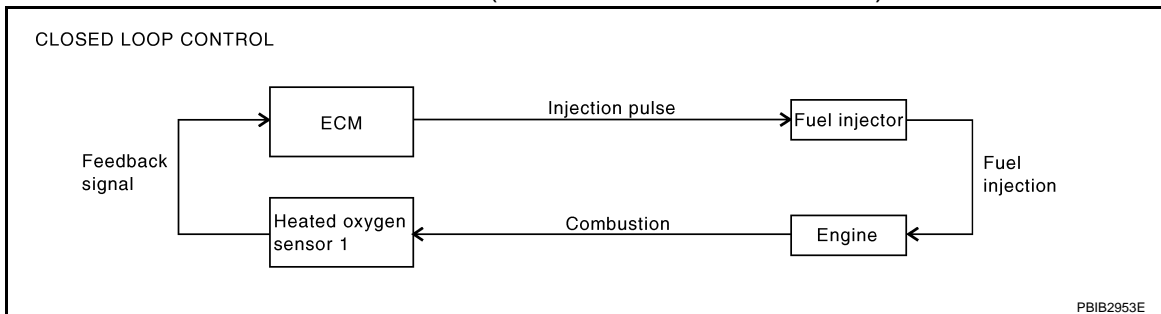 CLOSED LOOP CONTROL
ECM
Injection pulse
Fuel injector
Feedback
signal
Fuel
injection
Heated oxygen
sensor 1
Combustion
Engine
PBIB2953E